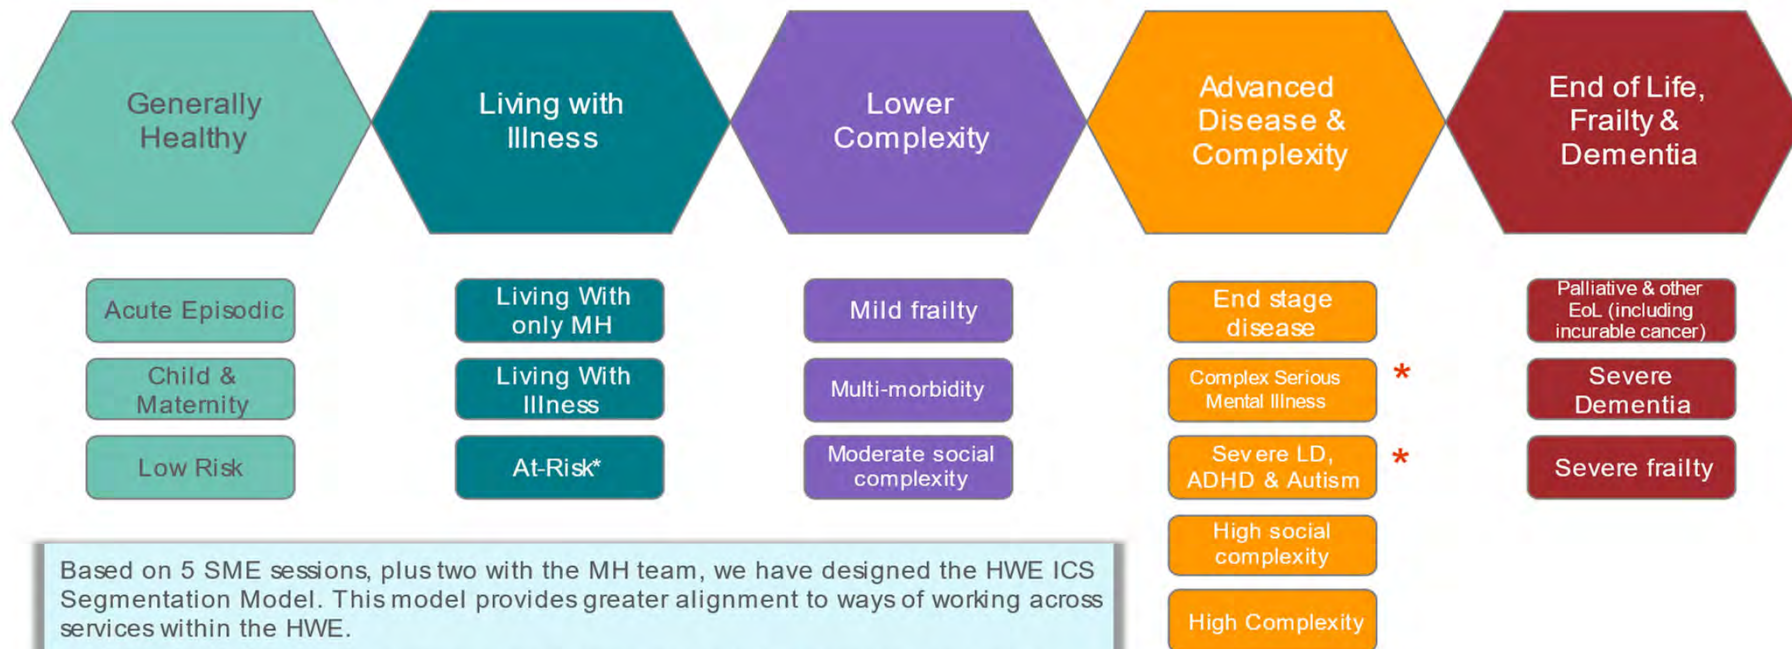 Generally
Healthy
Living with
Illness
Lower
Complexity
Advanced
Disease &
Complexity
End of Life,
Frailty &
Dementia
Acute Episodic
Child &
Maternity
Low Risk
Living With
only MH
Living With
Illness
At-Risk*
Mild frailty
Multi-morbidity
Moderate social
complexity
End stage
disease
Complex Serious
Mental Illness
*
Severe LD,
ADHD & Autism
*
High social
complexity
High Complexity
Palliative & other
EoL (including
incurable cancer)
Severe
Dementia
Severe frailty
Based on 5 SME sessions, plus two with the MH team, we have designed the HWE ICS
Segmentation Model. This model provides greater alignment to ways of working across
services within the HWE.